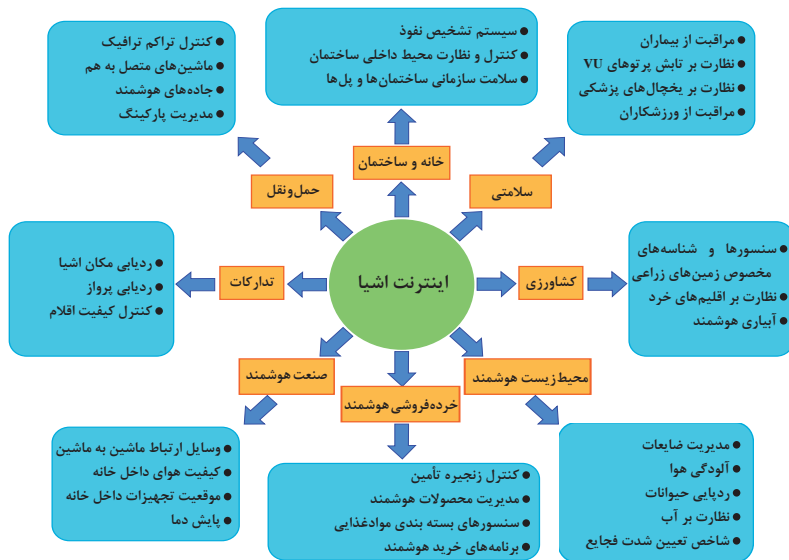 سیستم تشخیص نفوذ
کنترل و نظارت محیط داخلی ساختمان
سلامت سازمانی ساختمان‌ها و پل‌ها
مراقبت از بیماران
نظارت بر تابش پرتوهای VU
نظارت بر یخچال‌های پزشکی
مراقبت از ورزشکاران
کنترل تراکم ترافیک
ماشین‌های متصل به هم
جاده‌های هوشمند
مدیریت پارکینگ
خانه و ساختمان
سلامتی
حمل‌ونقل
سنسورها و شناسه‌های
مخصوص زمین‌های زراعی
نظارت بر اقلیم‌های خرد
آبیاری هوشمند
کشاورزی
اینترنت اشیا
تدارکات
ردیابی مکان اشیا
ردیابی پرواز
کنترل کیفیت اقلام
محیط زیست هوشمند
خرده‌فروشی هوشمند
صنعت هوشمند
مدیریت ضایعات
آلودگی هوا
ردپایی حیوانات
نظارت بر آب
شاخص تعیین شدت فجایع
کنترل زنجیره تأمین
مدیریت محصولات هوشمند
سنسورهای بسته بندی موادغذایی
برنامه‌های خرید هوشمند
وسایل ارتباط ماشین به ماشین
کیفیت هوای داخل خانه
موقعیت تجهیزات داخل خانه
پایش دما